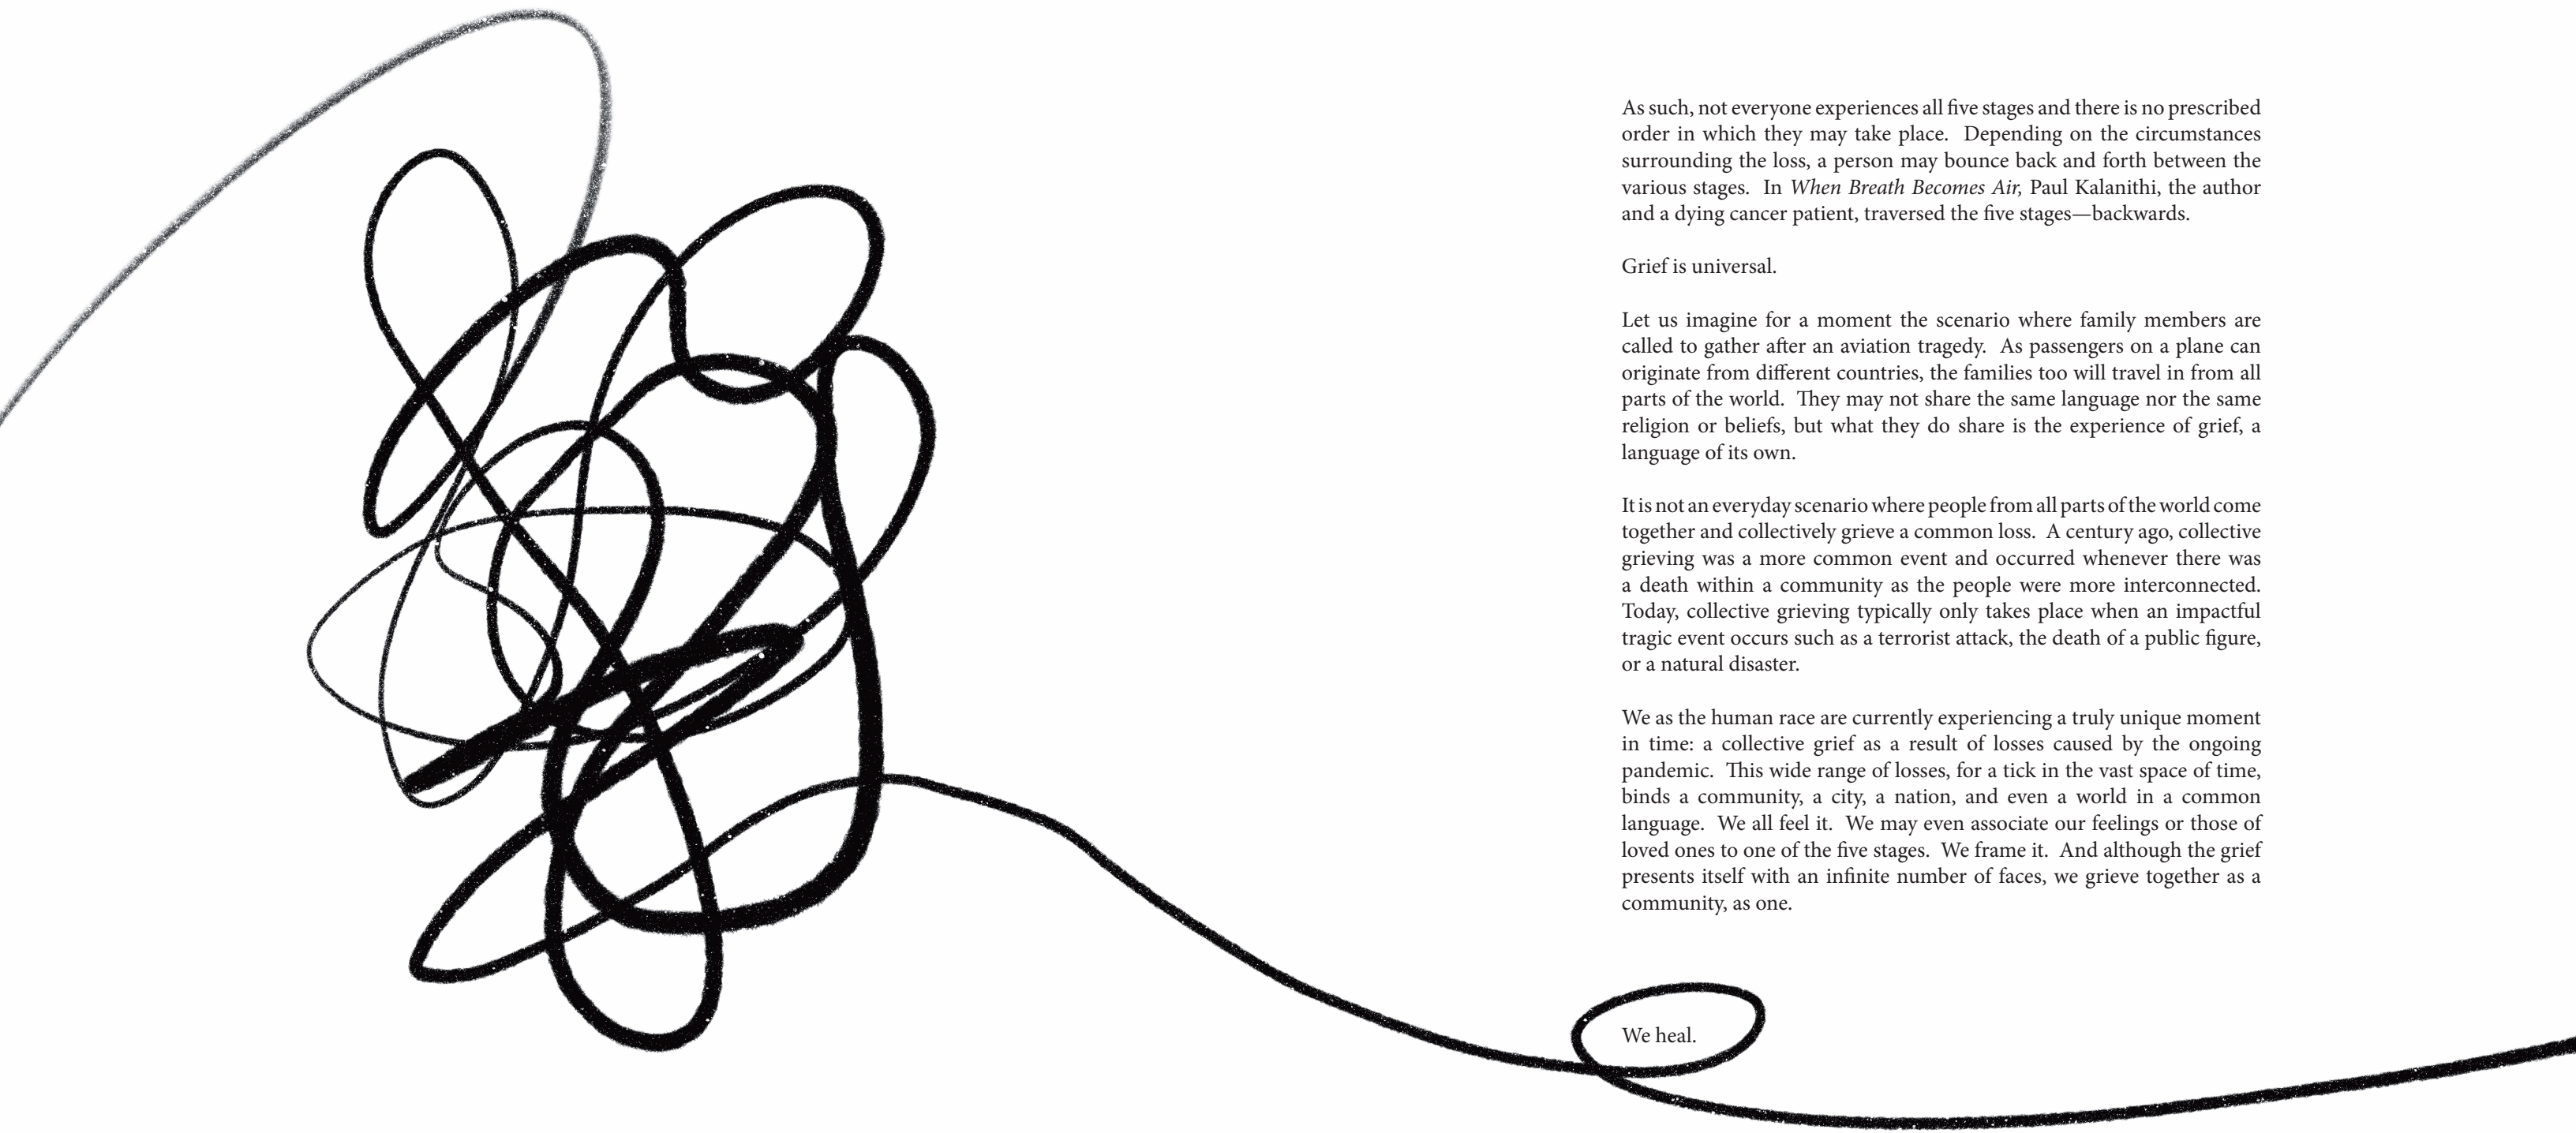 As such, not everyone experiences all five stages and there is no prescribed
order in which they may take place.  Depending on the circumstances
surrounding the loss, a person may bounce back and forth between the
various stages.  In When Breath Becomes Air, Paul Kalanithi, the author
and a dying cancer patient, traversed the five stages—backwards.
Grief is universal.
Let us imagine for a moment the scenario where family members are
called to gather after an aviation tragedy.  As passengers on a plane can
originate from different countries, the families too will travel in from all
parts of the world.  They may not share the same language nor the same
religion or beliefs, but what they do share is the experience of grief, a
language of its own.
It is not an everyday scenario where people from all parts of the world come
together and collectively grieve a common loss.  A century ago, collective
grieving was a more common event and occurred whenever there was
a death within a community as the people were more interconnected.
Today, collective grieving typically only takes place when an impactful
tragic event occurs such as a terrorist attack, the death of a public figure,
or a natural disaster.
We as the human race are currently experiencing a truly unique moment
in time: a collective grief as a result of losses caused by the ongoing
pandemic.  This wide range of losses, for a tick in the vast space of time,
binds a community, a city, a nation, and even a world in a common
language.  We all feel it.  We may even associate our feelings or those of
loved ones to one of the five stages.  We frame it.  And although the grief
presents itself with an infinite number of faces, we grieve together as a
community, as one.
We heal.